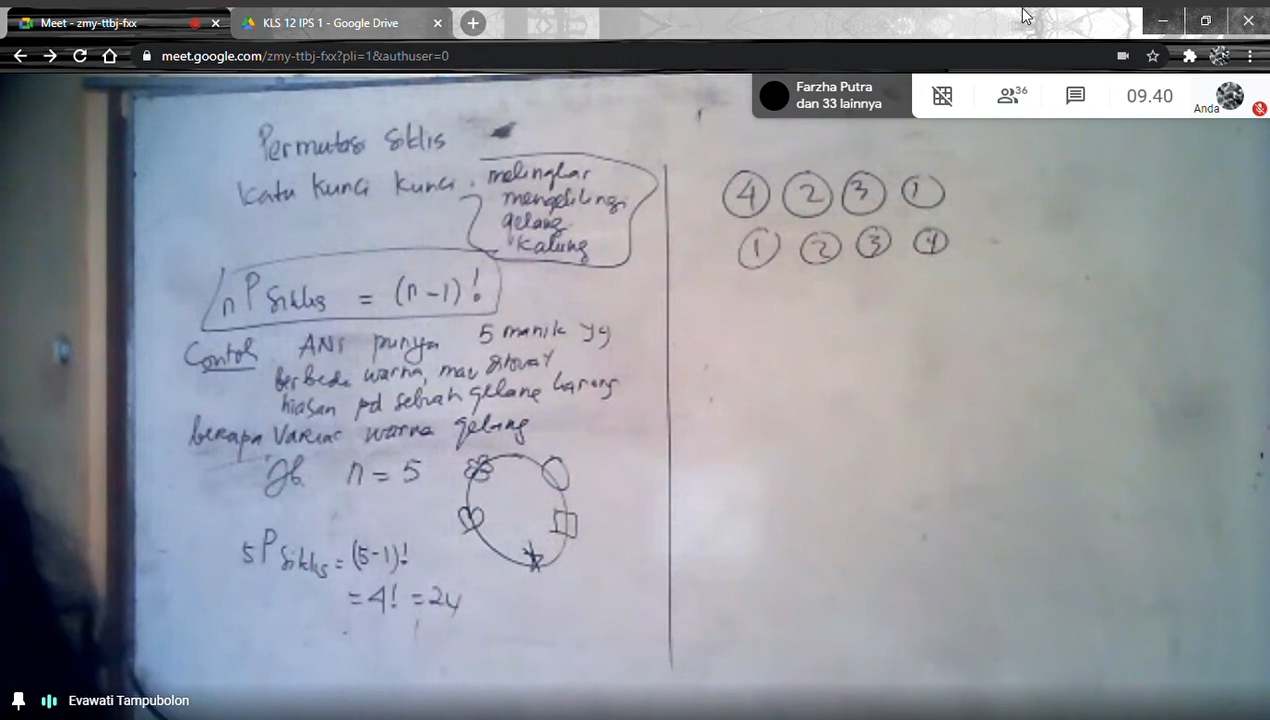 Meet - zmy-ttbj-fxx
KLS 12 IPS 1 - Google Drive
meet.google.com/zmy-ttbj-fxx?pli=1&authuser=0
Farzha Putra
dan 33 lainnya
36
09.40
Anda
Permutasi Siklis
Kata Kunci Kunci. melingkar
mengelilingi
gelang
Kalung
nP Siklis = (n-1)!
Contoh ANI punya 5 manik yg
berbeda warna, mau dibuat
hiasan pd sebuah gelang
berapa Variasi warna gelang
Jb. n = 5
5P Siklis = (5-1)!
= 4! = 24
4 2 3 1
1 2 3 4
Evawati Tampubolon